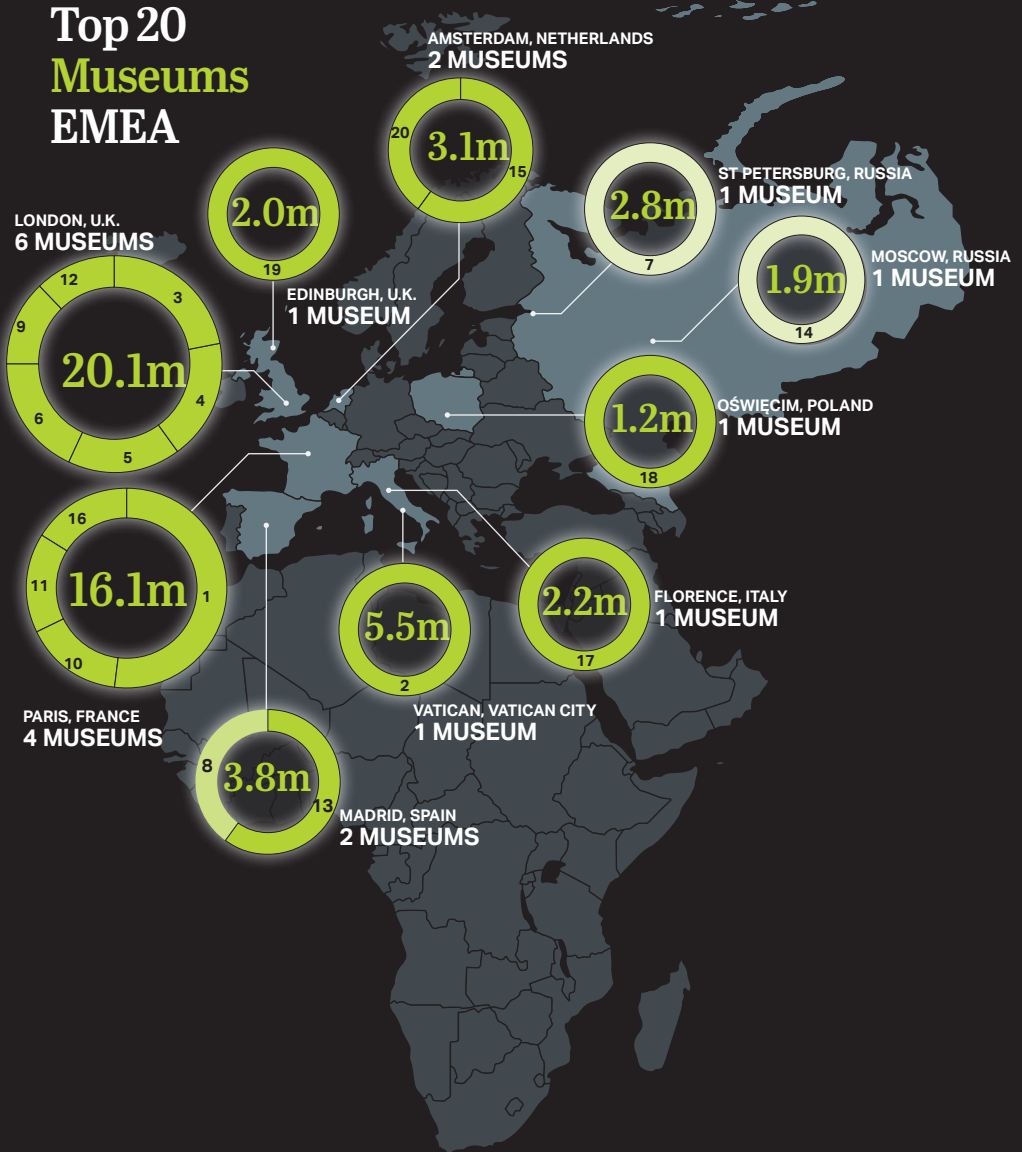 Top 20
Museums
EMEA
AMSTERDAM, NETHERLANDS
2 MUSEUMS
20
3.1m
15
2.0m
19
EDINBURGH, U.K.
1 MUSEUM
ST PETERSBURG, RUSSIA
1 MUSEUM
2.8m
7
MOSCOW, RUSSIA
1 MUSEUM
1.9m
14
LONDON, U.K.
6 MUSEUMS
12
3
9
20.1m
4
6
5
1.2m
18
OŚWIĘCIM, POLAND
1 MUSEUM
16
11
16.1m
1
10
PARIS, FRANCE
4 MUSEUMS
5.5m
2
VATICAN, VATICAN CITY
1 MUSEUM
2.2m
17
FLORENCE, ITALY
1 MUSEUM
8
3.8m
13
MADRID, SPAIN
2 MUSEUMS